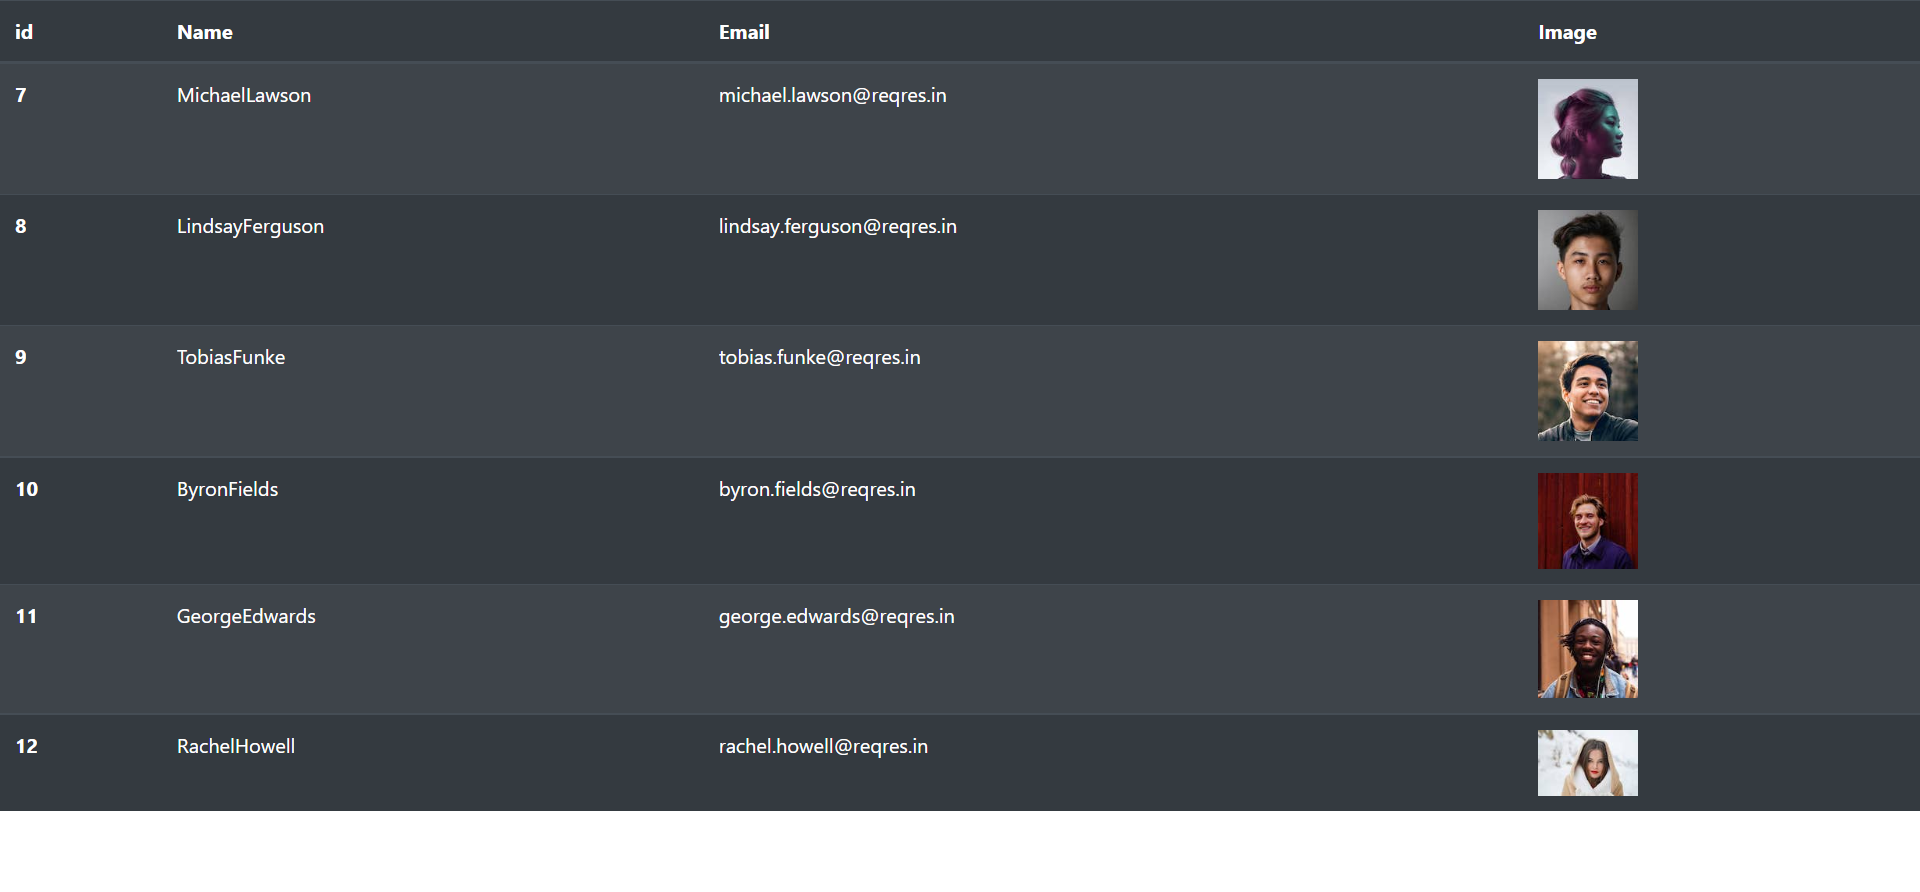 id Name Email Image
7 MichaelLawson michael.lawson@reqres.in
8 LindsayFerguson lindsay.ferguson@reqres.in
9 TobiasFunke tobias.funke@reqres.in
10 ByronFields byron.fields@reqres.in
11 GeorgeEdwards george.edwards@reqres.in
12 RachelHowell rachel.howell@reqres.in